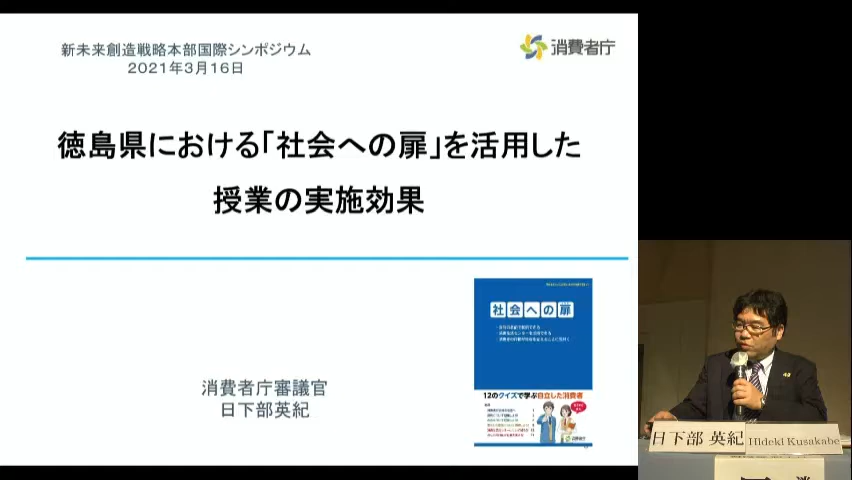 新未来創造戦略本部国際シンポジウム
2021年3月16日
消費者庁
徳島県における「社会への扉」を活用した
授業の実施効果
社会への扉
12のクイズで学ぶ自立した消費者
消費者庁
消費者庁審議官
日下部英紀
日下部 英紀
Hideki Kusakabe